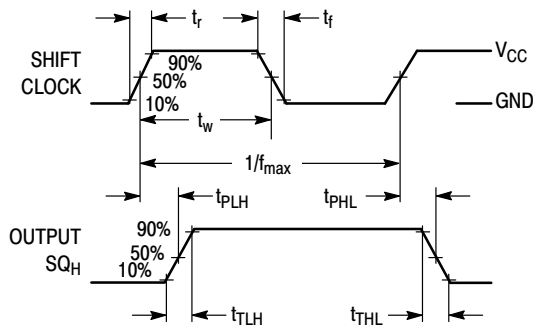 tr
tf
SHIFT
CLOCK
90%
50%
10%
VCC
GND
tw
1/fmax
tPLH
tPHL
OUTPUT
SQH
90%
50%
10%
tTLH
tTHL